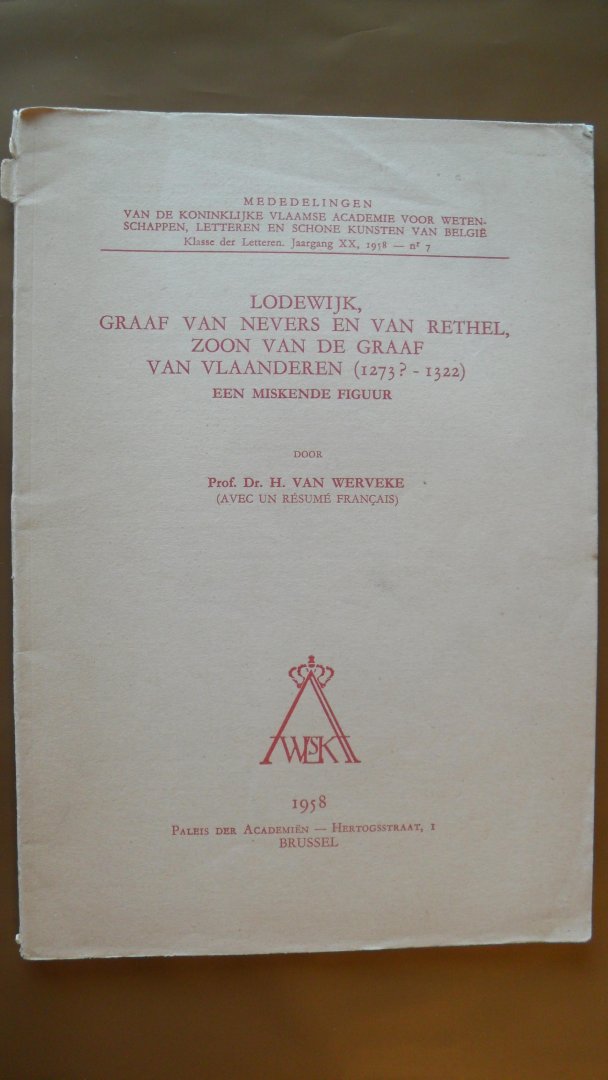 MEDEDELINGEN
VAN DE KONINKLIJKE VLAAMSE ACADEMIE VOOR WETEN-
SCHAPPEN, LETTEREN EN SCHONE KUNSTEN VAN BELGIË
Klasse der Letteren. Jaargang XX, 1958 — nr 7
LODEWIJK,
GRAAF VAN NEVERS EN VAN RETHEL,
ZOON VAN DE GRAAF
VAN VLAANDEREN (1273? - 1322)
EEN MISKENDE FIGUUR
DOOR
Prof. Dr. H. VAN WERVEKE
(AVEC UN RÉSUMÉ FRANÇAIS)
AWLSK
1958
PALEIS DER ACADEMIËN — HERTOGSSTRAAT, 1
BRUSSEL